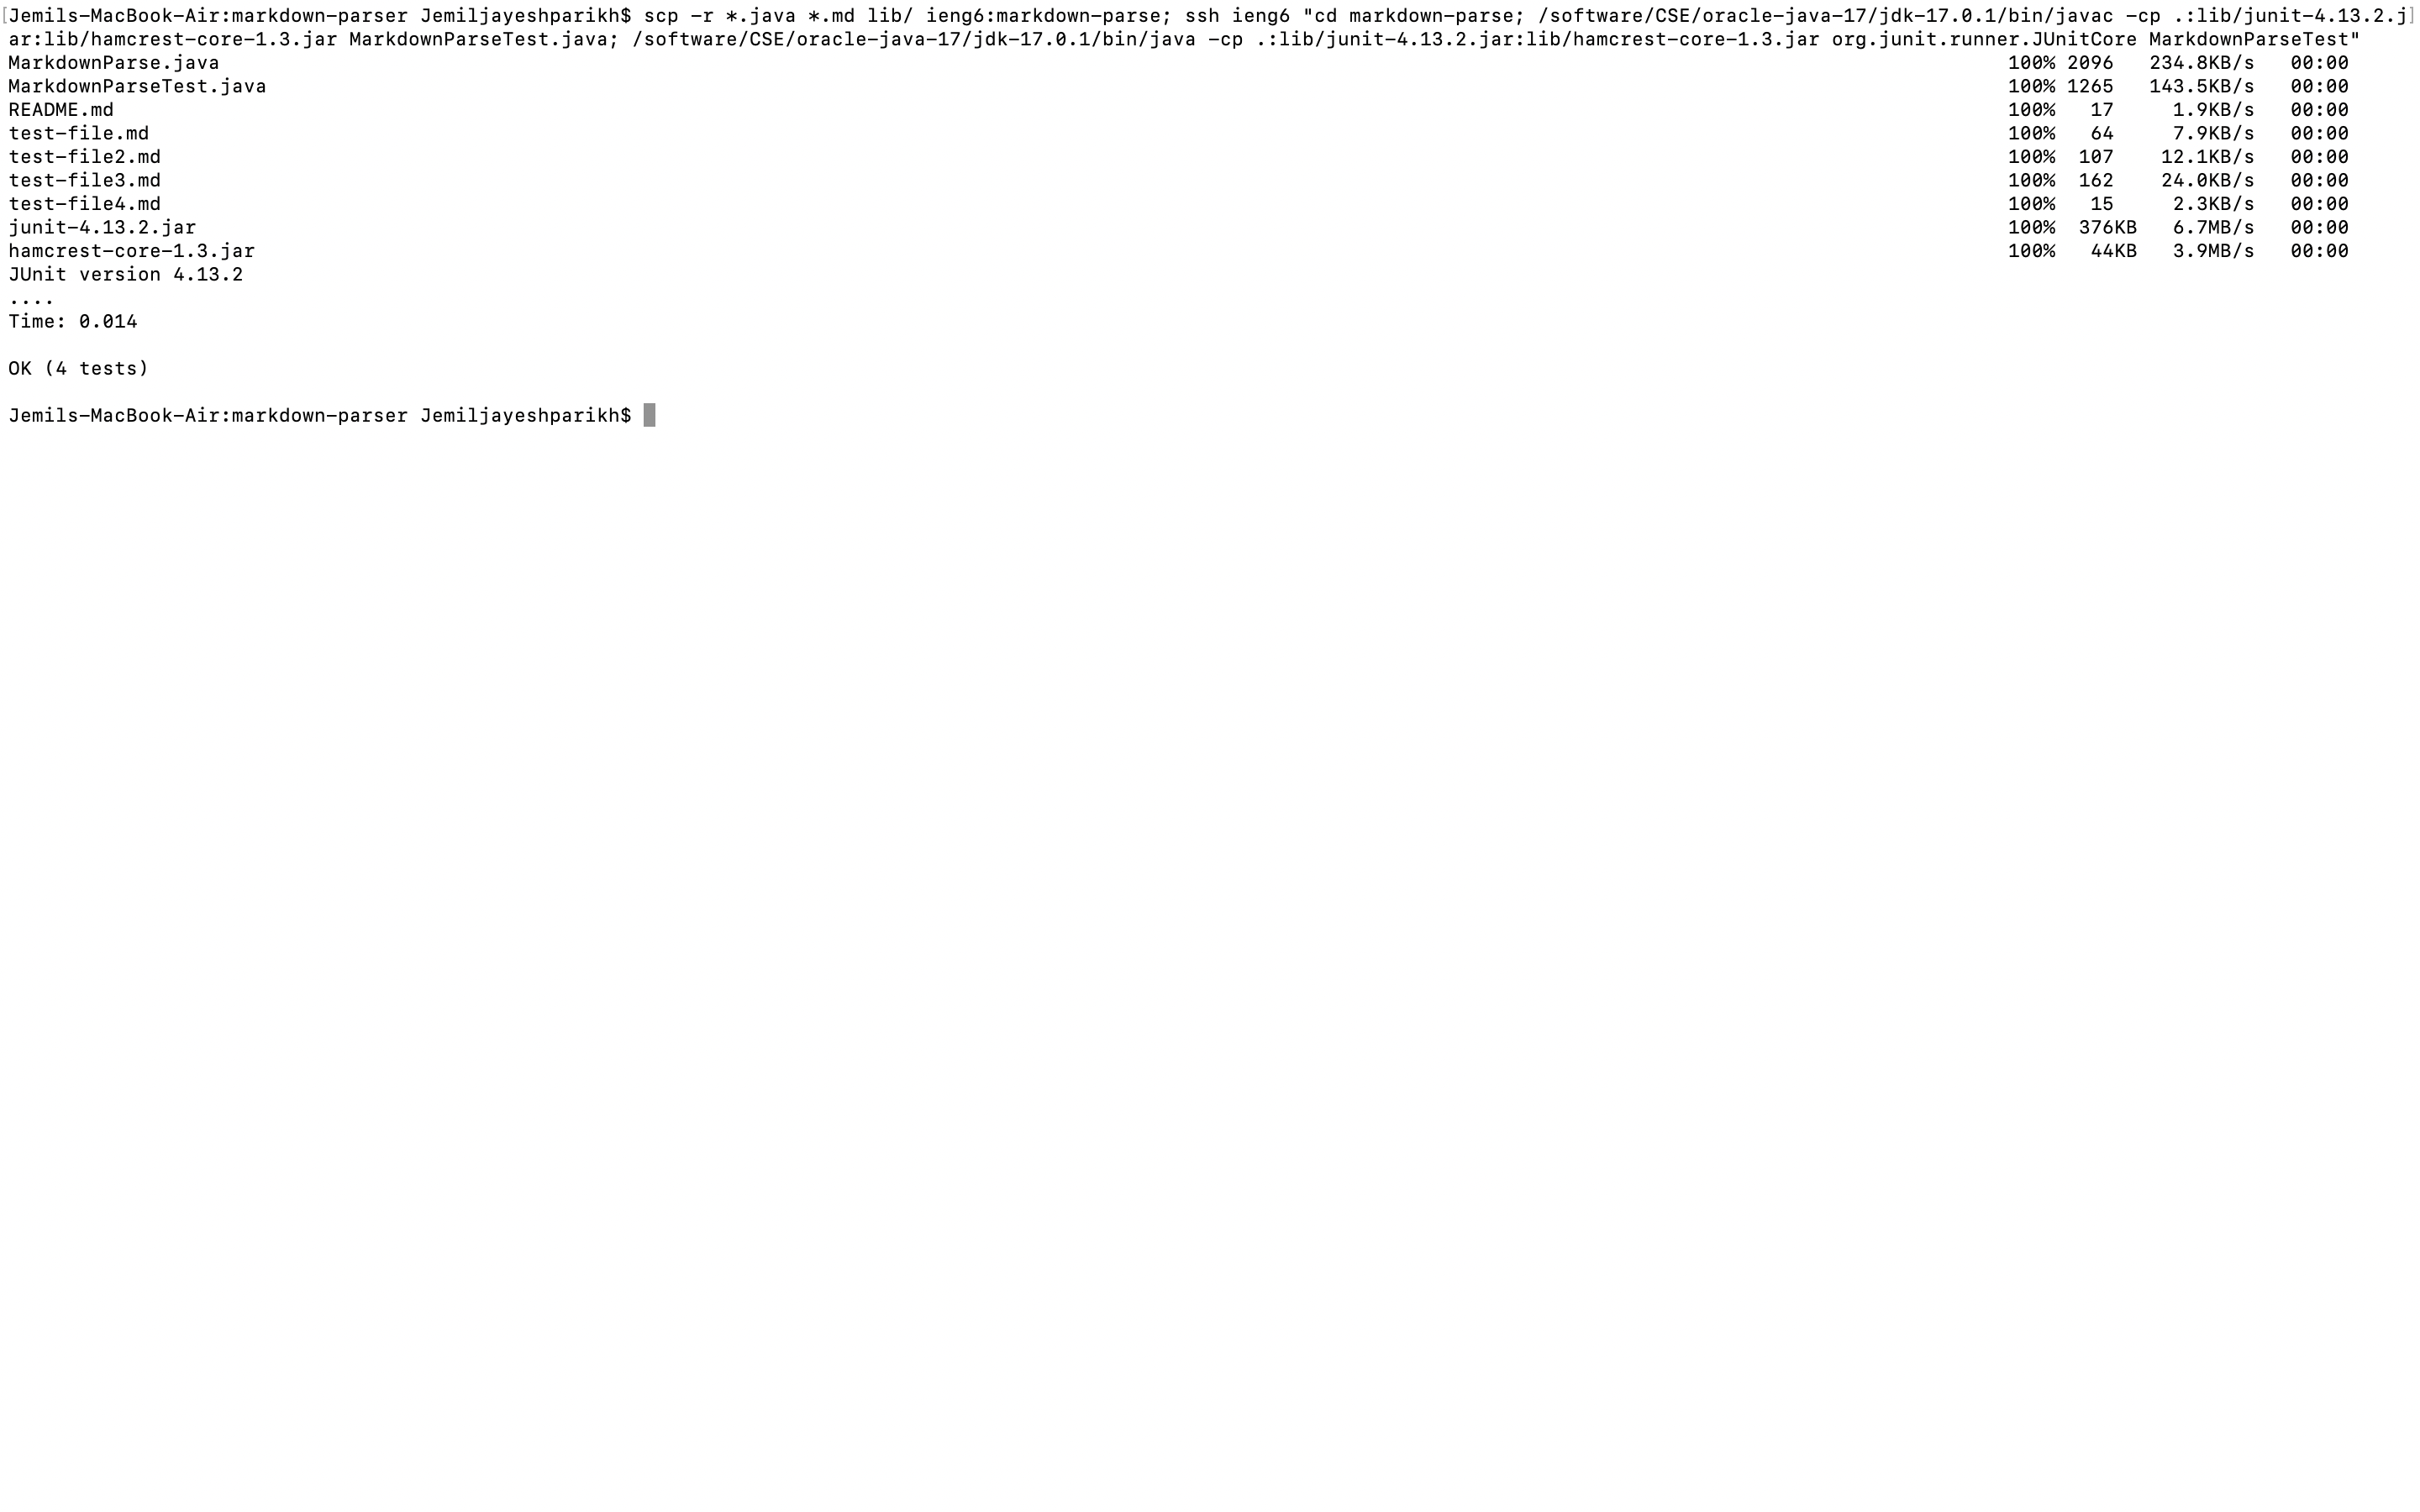 [Jemils-MacBook-Air:markdown-parser Jemiljayeshparikh$ scp -r *.java *.md lib/ ieng6:markdown-parse; ssh ieng6 "cd markdown-parse; /software/CSE/oracle-java-17/jdk-17.0.1/bin/javac -cp .:lib/junit-4.13.2.j]
ar:lib/hamcrest-core-1.3.jar MarkdownParseTest.java; /software/CSE/oracle-java-17/jdk-17.0.1/bin/java -cp .:lib/junit-4.13.2.jar:lib/hamcrest-core-1.3.jar org.junit.runner.JUnitCore MarkdownParseTest"
MarkdownParse.java 100% 2096 234.8KB/s 00:00
MarkdownParseTest.java 100% 1265 143.5KB/s 00:00
README.md 100% 17 1.9KB/s 00:00
test-file.md 100% 64 7.9KB/s 00:00
test-file2.md 100% 107 12.1KB/s 00:00
test-file3.md 100% 162 24.0KB/s 00:00
test-file4.md 100% 15 2.3KB/s 00:00
junit-4.13.2.jar 100% 376KB 6.7MB/s 00:00
hamcrest-core-1.3.jar 100% 44KB 3.9MB/s 00:00
JUnit version 4.13.2
....
Time: 0.014
OK (4 tests)
Jemils-MacBook-Air:markdown-parser Jemiljayeshparikh$